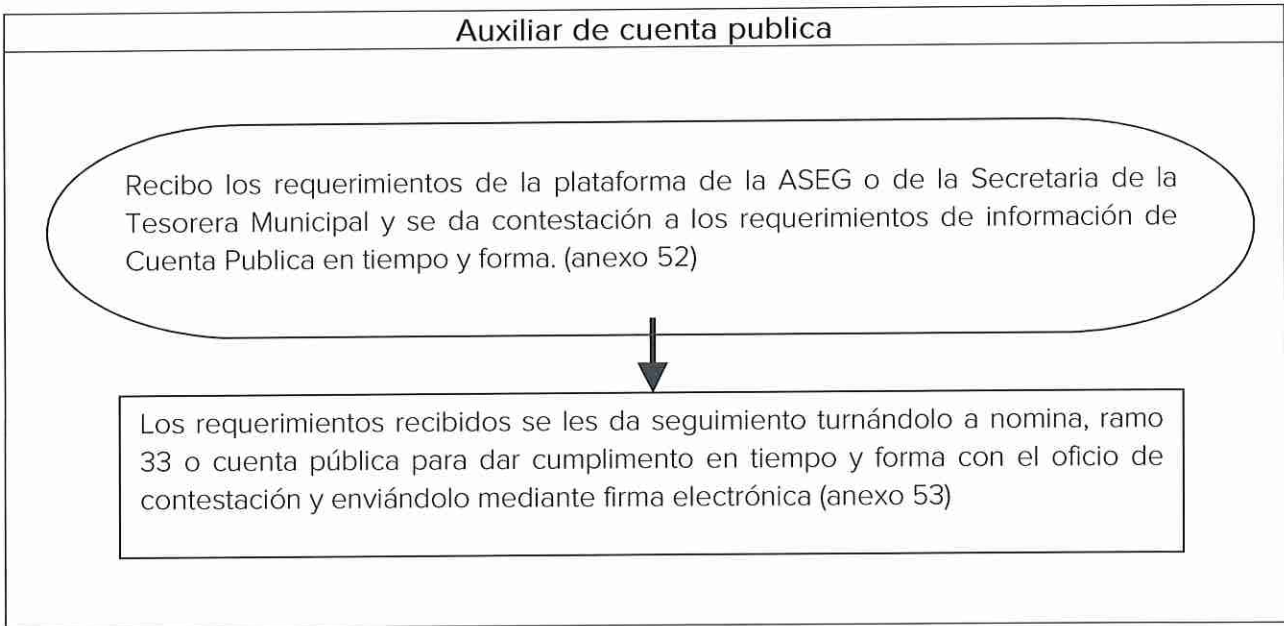 Auxiliar de cuenta publica
Recibo los requerimientos de la plataforma de la ASEG o de la Secretaria de la
Tesorera Municipal y se da contestación a los requerimientos de información de
Cuenta Publica en tiempo y forma. (anexo 52)
Los requerimientos recibidos se les da seguimiento turnándolo a nomina, ramo
33 o cuenta pública para dar cumplimento en tiempo y forma con el oficio de
contestación y enviándolo mediante firma electrónica (anexo 53)